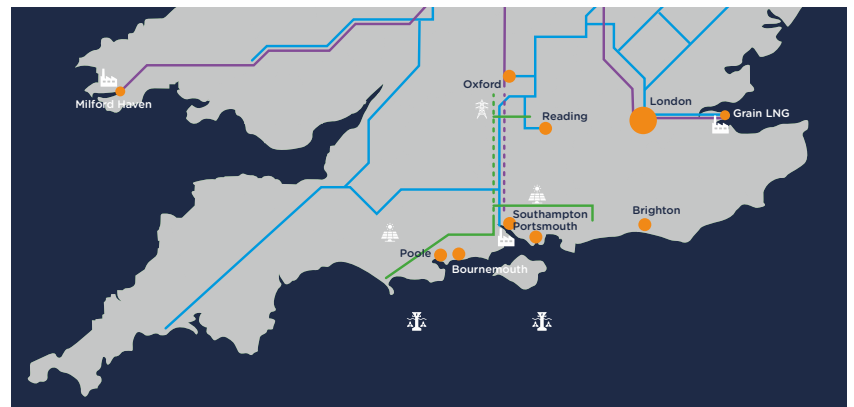 Oxford
Milford Haven
London
Grain LNG
Reading
Southampton
Portsmouth
Brighton
Poole
Bournemouth